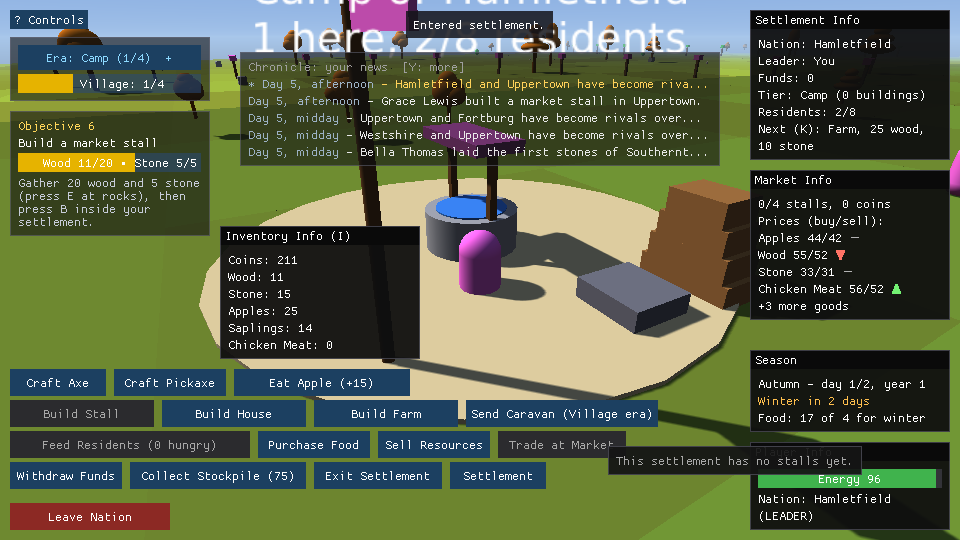 Camp of Hamletfield
1 here, 2/8 residents
? Controls
Era: Camp (1/4) +
Village: 1/4
Objective 6
Build a market stall
Wood 11/20 • Stone 5/5
Gather 20 wood and 5 stone
(press E at rocks), then
press B inside your
settlement.
Entered settlement.
Chronicle: your news [Y: more]
* Day 5, afternoon – Hamletfield and Uppertown have become riva...
Day 5, afternoon – Grace Lewis built a market stall in Uppertown.
Day 5, midday – Uppertown and Fortburg have become rivals over...
Day 5, midday – Westshire and Uppertown have become rivals over...
Day 5, midday – Bella Thomas laid the first stones of Southernt...
Inventory Info (I)
Coins: 211
Wood: 11
Stone: 15
Apples: 25
Saplings: 14
Chicken Meat: 0
Settlement Info
Nation: Hamletfield
Leader: You
Funds: 0
Tier: Camp (0 buildings)
Residents: 2/8
Next (K): Farm, 25 wood,
10 stone
Market Info
0/4 stalls, 0 coins
Prices (buy/sell):
Apples 44/42 —
Wood 55/52 ▼
Stone 33/31 —
Chicken Meat 56/52 ▲
+3 more goods
Season
Autumn – day 1/2, year 1
Winter in 2 days
Food: 17 of 4 for winter
Energy 96
Nation: Hamletfield
(LEADER)
Craft Axe
Craft Pickaxe
Eat Apple (+15)
Build Stall
Build House
Build Farm
Send Caravan (Village era)
Feed Residents (0 hungry)
Purchase Food
Sell Resources
Trade at Market
This settlement has no stalls yet.
Withdraw Funds
Collect Stockpile (75)
Exit Settlement
Settlement
Leave Nation